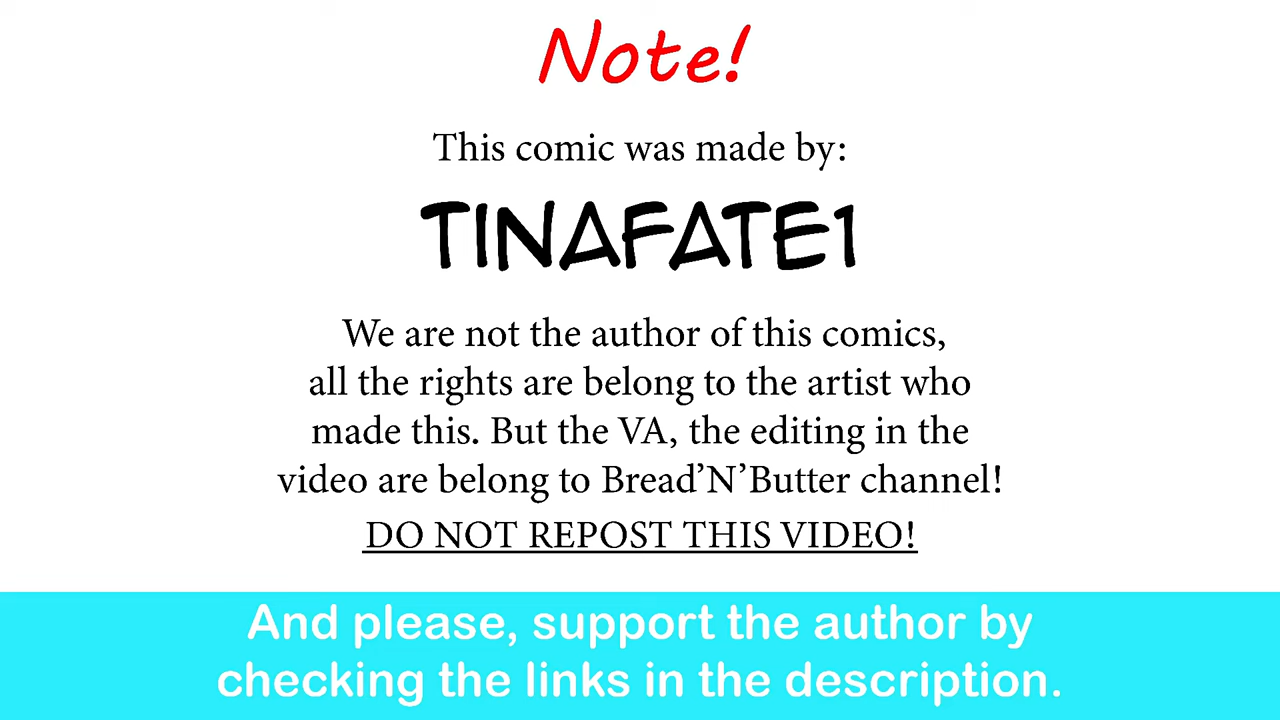 Note!
This comic was made by:
TINAFATE1
We are not the author of this comics,
all the rights are belong to the artist who
made this. But the VA, the editing in the
video are belong to Bread’N’Butter channel!
DO NOT REPOST THIS VIDEO!
And please, support the author by
checking the links in the description.